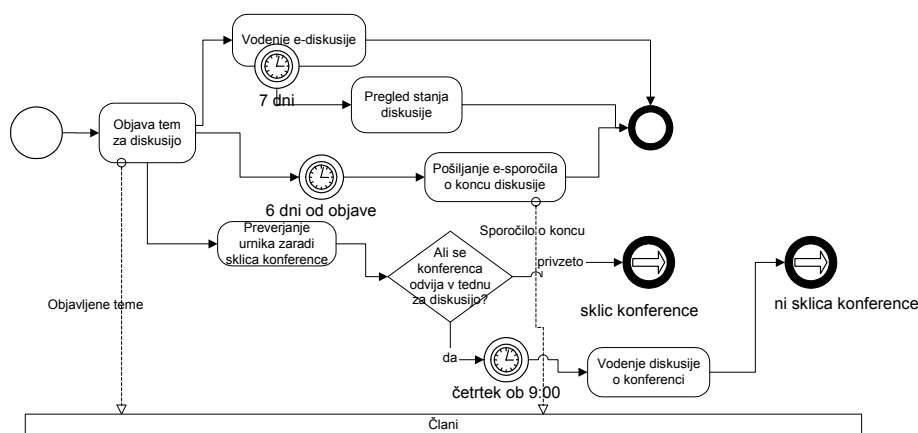 Vodenje e-diskusije
7 dni
Pregled stanja
diskusije
Objava tem
za diskusijo
6 dni od objave
Pošiljanje e-sporočila
o koncu diskusije
Preverjanje
urnika zaradi
sklica konference
Sporočilo o koncu
Ali se
konferenca
odvija v tednu
za diskusijo?
privzeto
sklic konference
ni sklica konference
Objavljene teme
da
četrtek ob 9:00
Vodenje diskusije
o konferenci
Člani